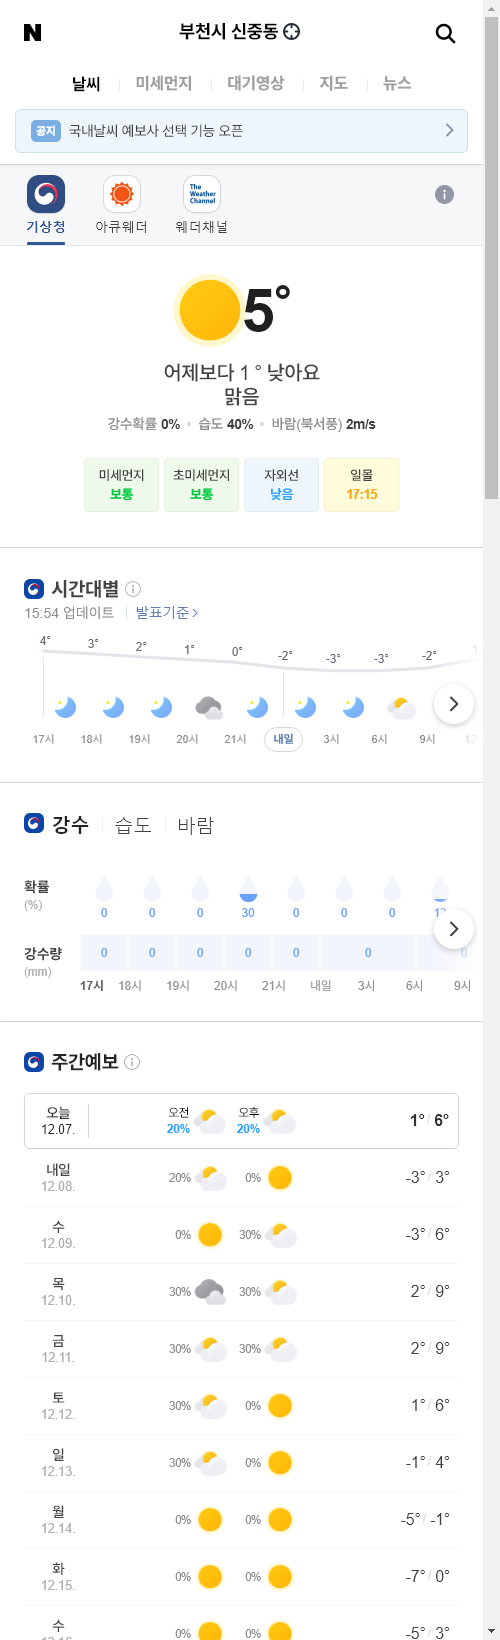 N 부천시 신중동
날씨 미세먼지 대기영상 지도 뉴스
공지 국내날씨 예보사 선택 기능 오픈
The Weather Channel
기상청 아큐웨더 웨더채널
5°
어제보다 1 ° 낮아요
맑음
강수확률 0% 습도 40% 바람(북서풍) 2m/s
미세먼지 초미세먼지 자외선 일몰
보통 보통 낮음 17:15
시간대별
15:54 업데이트 발표기준
4° 3° 2° 1° 0° -2° -3° -3° -2°
17시 18시 19시 20시 21시 내일 3시 6시 9시
강수 습도 바람
확률
(%)
0 0 0 30 0 0 0
강수량
(mm)
0 0 0 0 0 0 0
17시 18시 19시 20시 21시 내일 3시 6시 9시
주간예보
오늘 오전 오후
12.07. 20% 20% 1° / 6°
내일
12.08. 20% 0% -3° / 3°
수
12.09. 0% 30% -3° / 6°
목
12.10. 30% 30% 2° / 9°
금
12.11. 30% 30% 2° / 9°
토
12.12. 30% 0% 1° / 6°
일
12.13. 30% 0% -1° / 4°
월
12.14. 0% 0% -5° / -1°
화
12.15. 0% 0% -7° / 0°
수
0% 0% -5° / 3°